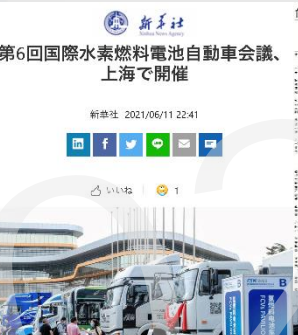 新华社
Xinhua News Agency
第6回国際水素燃料電池自動車会議、
上海で開催
新華社 2021/06/11 22:41
いいね 1